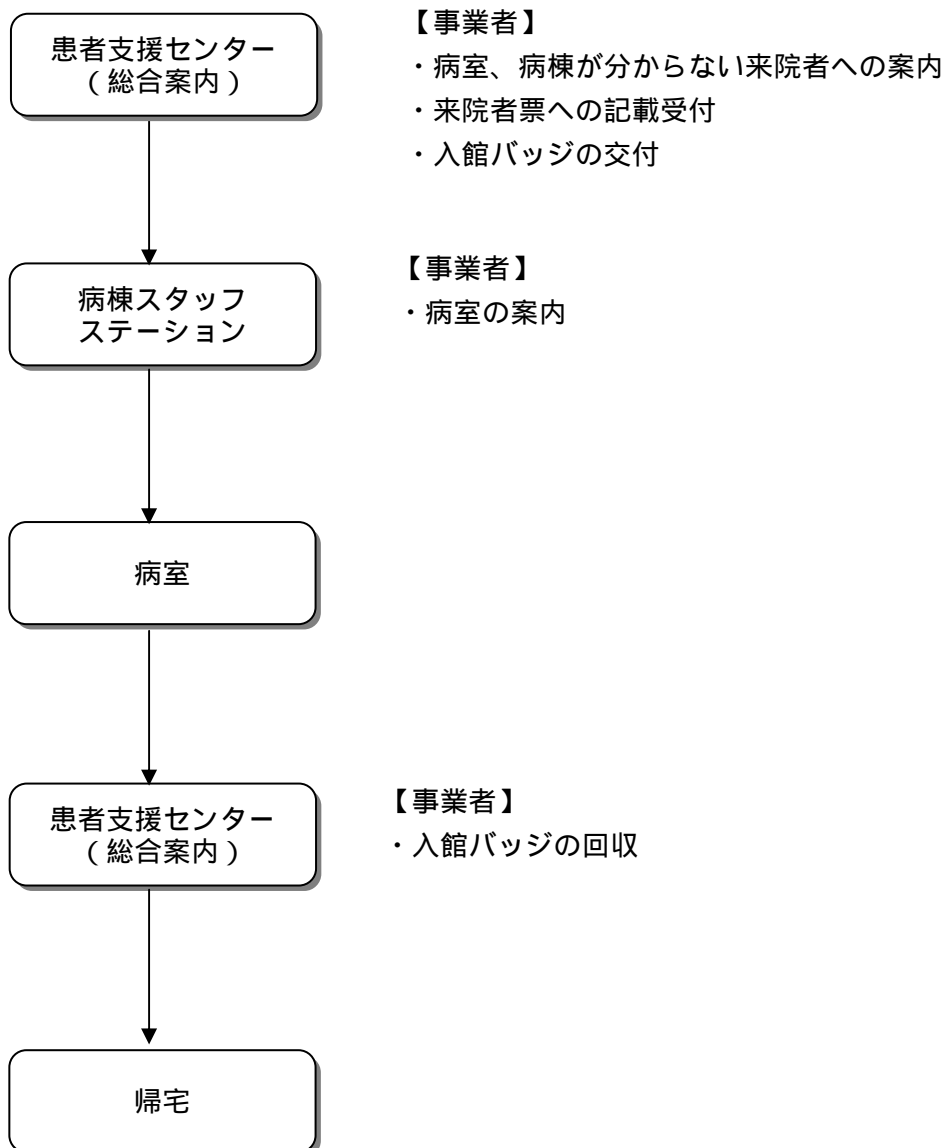 患者支援センター
（総合案内）
【事業者】
・病室、病棟が分からない来院者への案内
・来院者票への記載受付
・入館バッジの交付
病棟スタッフ
ステーション
【事業者】
・病室の案内
病室
患者支援センター
（総合案内）
【事業者】
・入館バッジの回収
帰宅